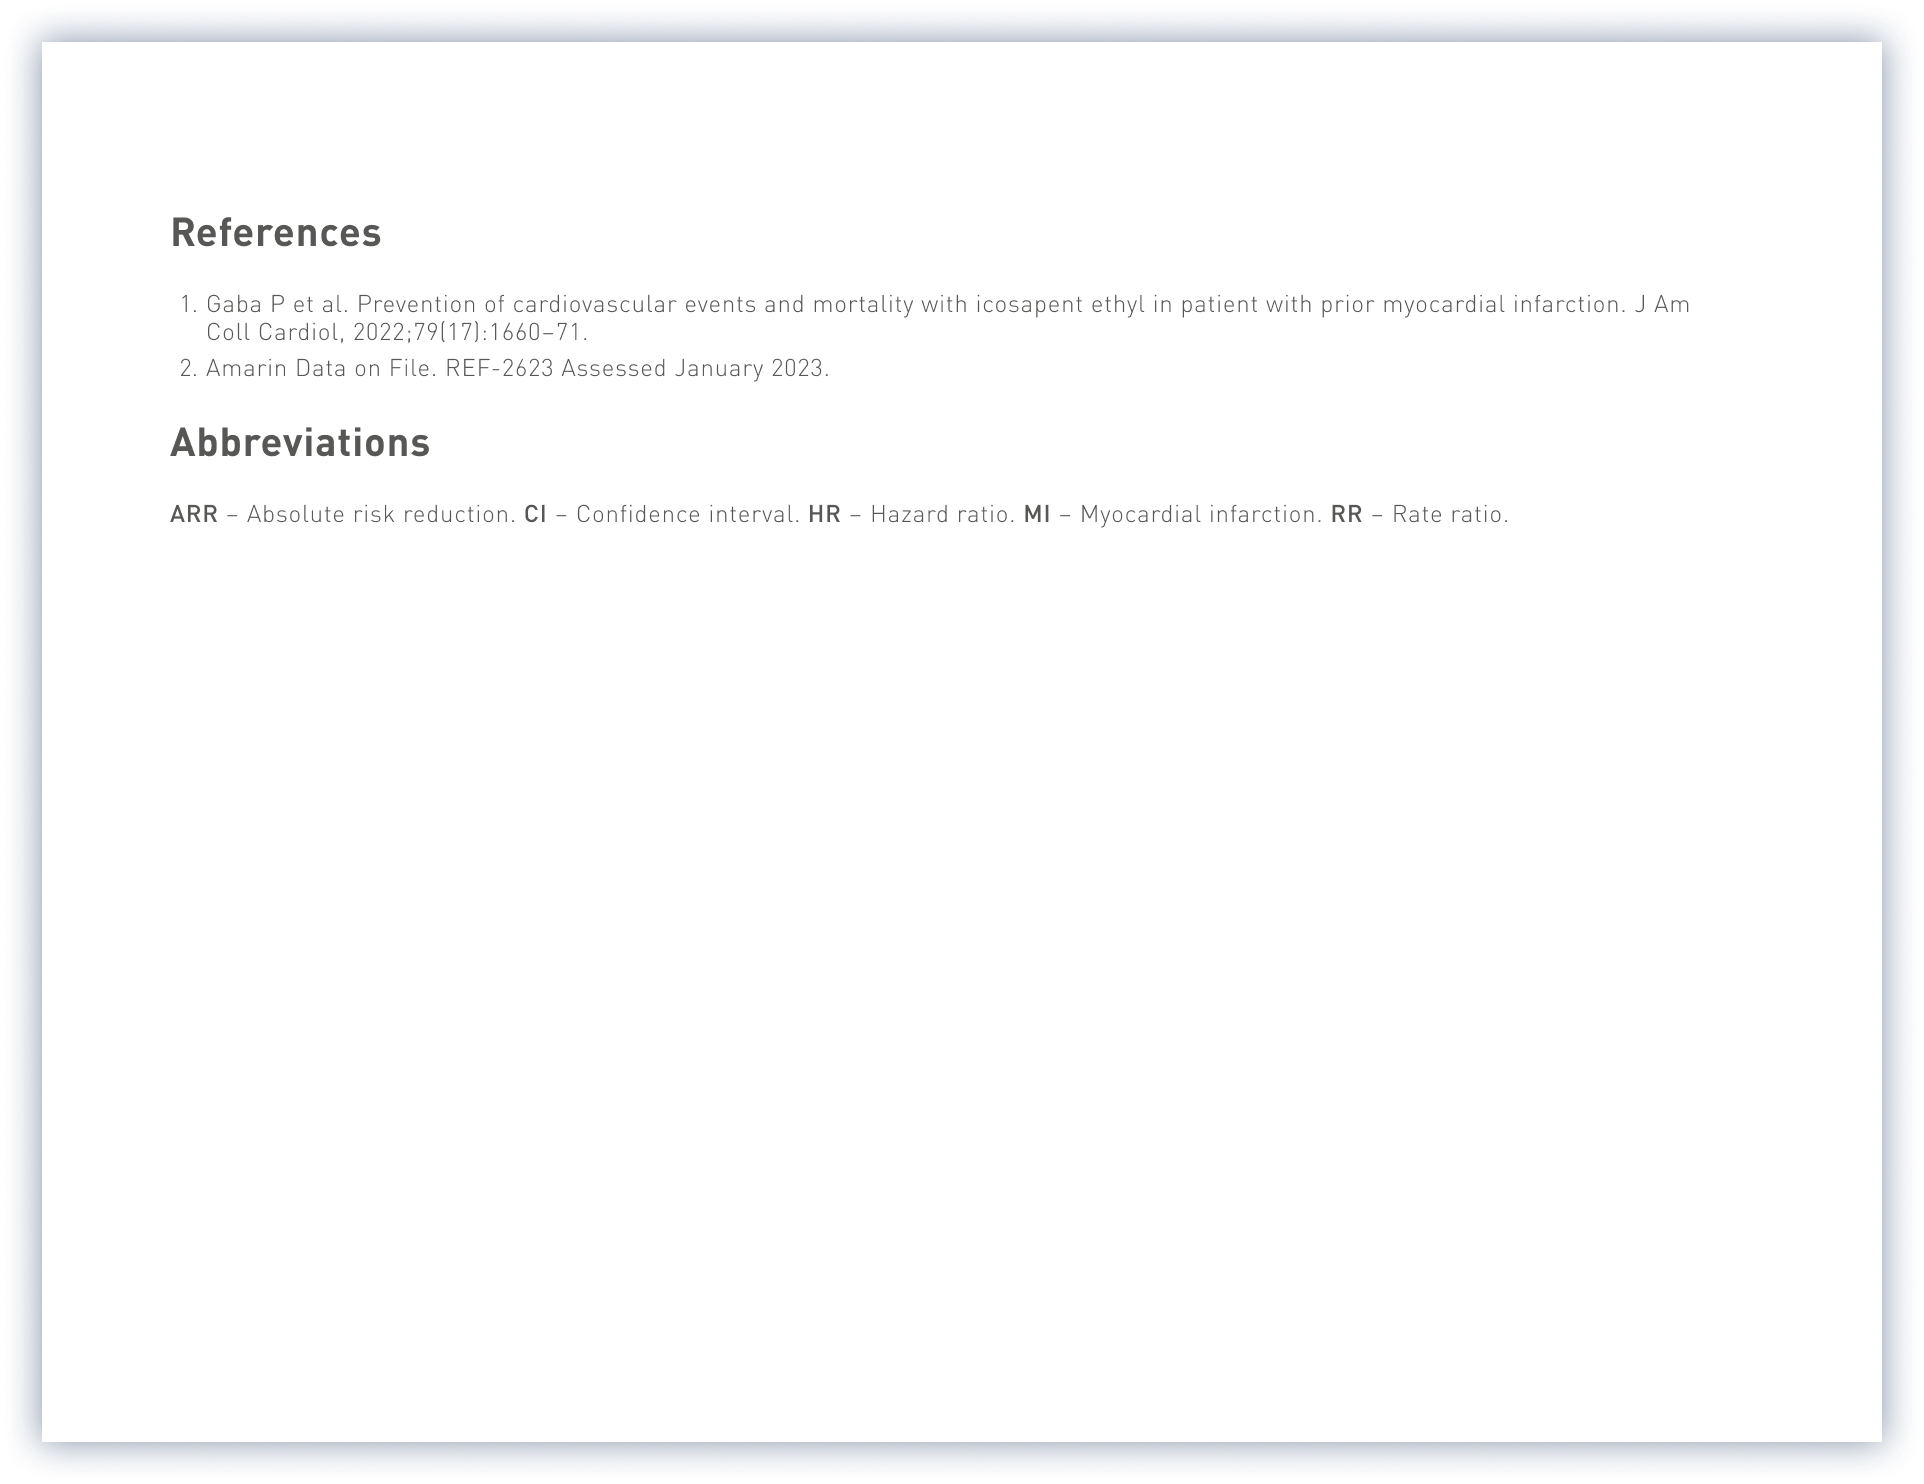 References
1. Gaba P et al. Prevention of cardiovascular events and mortality with icosapent ethyl in patient with prior myocardial infarction. J Am
Coll Cardiol, 2022;79(17):1660–71.
2. Amarin Data on File. REF-2623 Assessed January 2023.
Abbreviations
ARR – Absolute risk reduction. CI – Confidence interval. HR – Hazard ratio. MI – Myocardial infarction. RR – Rate ratio.